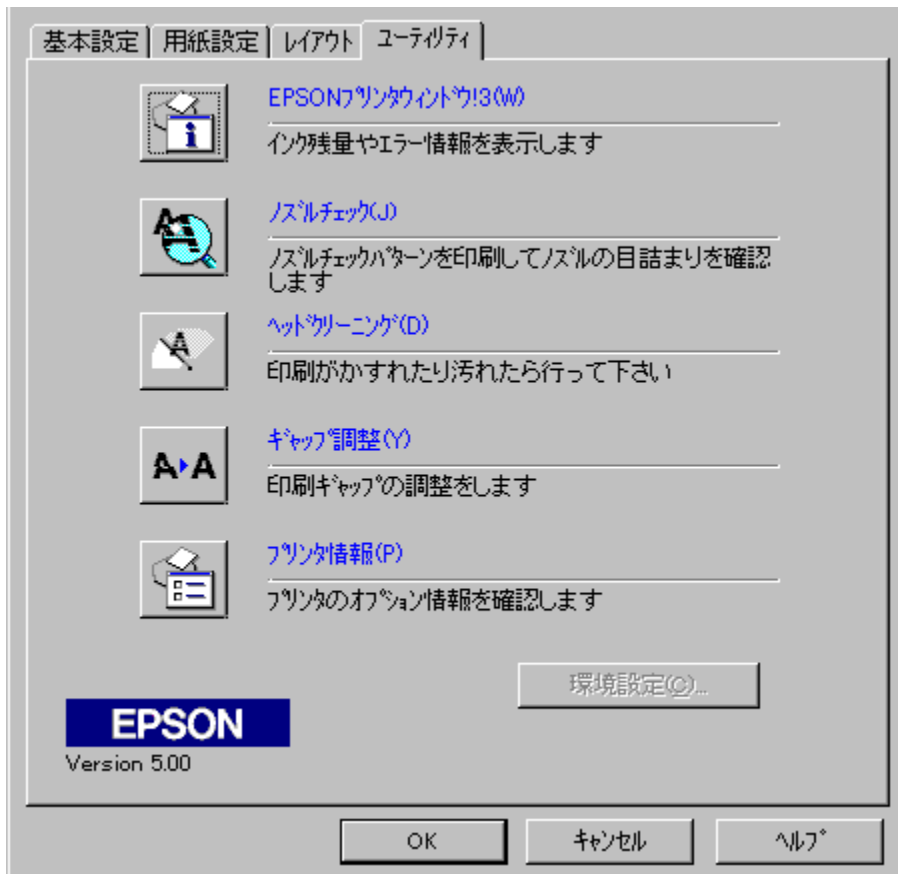 基本設定 用紙設定 ﾚｲｱｳﾄ ﾕｰﾃｨﾘﾃｨ
EPSONﾌﾟﾘﾝﾀｳｨﾝﾄﾞｳ!3(W)
ｲﾝｸ残量やｴﾗｰ情報を表示します
ﾉｽﾞﾙﾁｪｯｸ(J)
ﾉｽﾞﾙﾁｪｯｸﾊﾟﾀｰﾝを印刷してﾉｽﾞﾙの目詰まりを確認
します
ﾍｯﾄﾞｸﾘｰﾆﾝｸﾞ(D)
印刷がかすれたり汚れたら行って下さい
ｷﾞｬｯﾌﾟ調整(Y)
A A
印刷ｷﾞｬｯﾌﾟの調整をします
ﾌﾟﾘﾝﾀ情報(P)
ﾌﾟﾘﾝﾀのｵﾌﾟｼｮﾝ情報を確認します
環境設定(C)...
EPSON
Version 5.00
OK ｷｬﾝｾﾙ ﾍﾙﾌﾟ